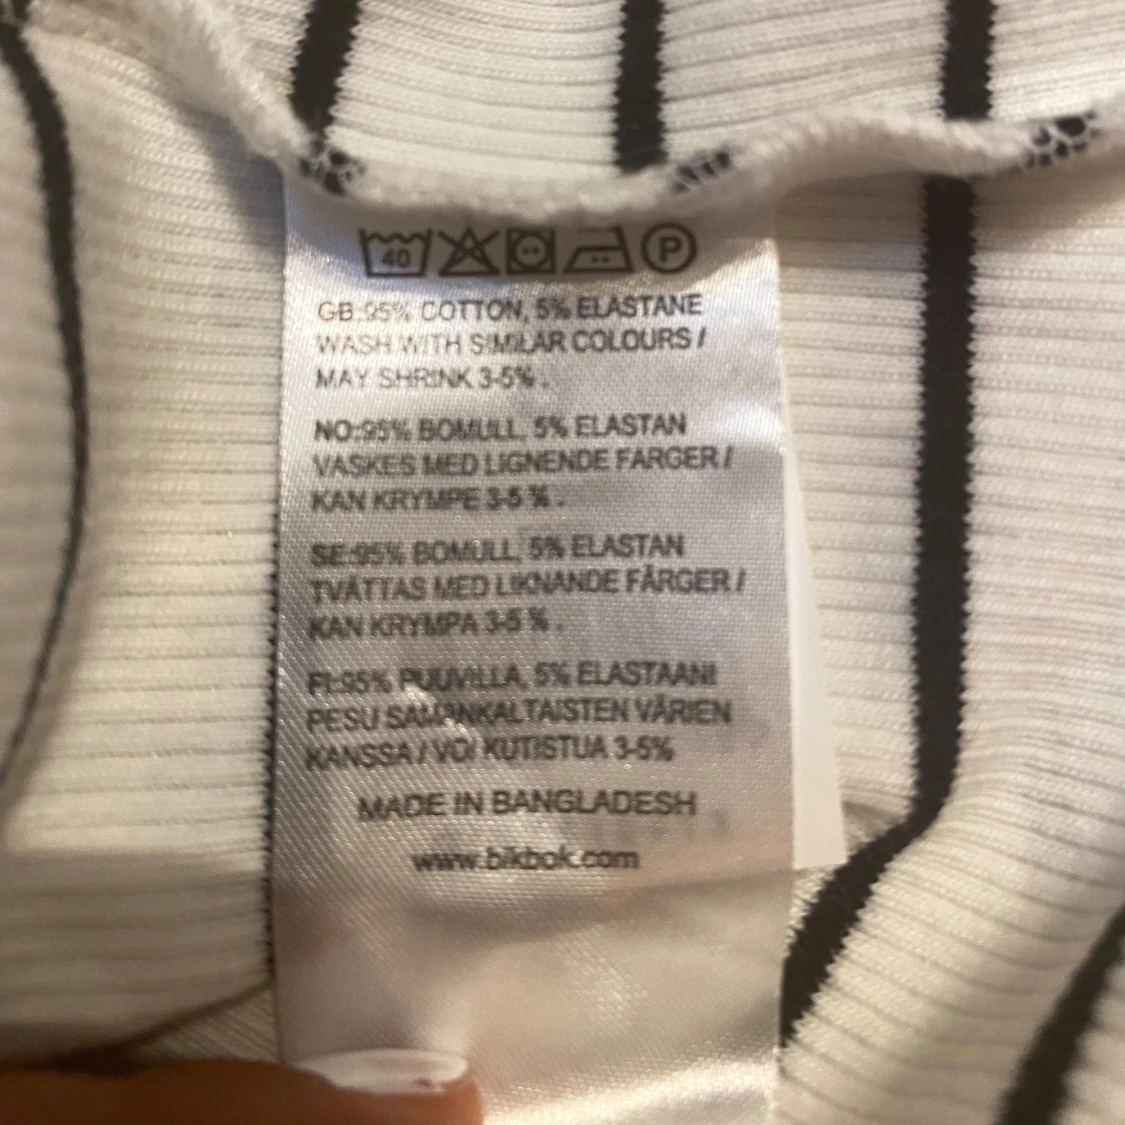 40 P
GB:95% COTTON, 5% ELASTANE
WASH WITH SIMILAR COLOURS /
MAY SHRINK 3-5% .
NO:95% BOMULL, 5% ELASTAN
VASKES MED LIGNENDE FARGER /
KAN KRYMPE 3-5 % .
SE:95% BOMULL, 5% ELASTAN
TVÄTTAS MED LIKNANDE FÄRGER /
KAN KRYMPA 3-5 % .
FI:95% PUUVILLA, 5% ELASTAANI
PESU SAMANKALTAISTEN VÄRIEN
KANSSA / VOI KUTISTUA 3-5%
MADE IN BANGLADESH
www.bikbok.com